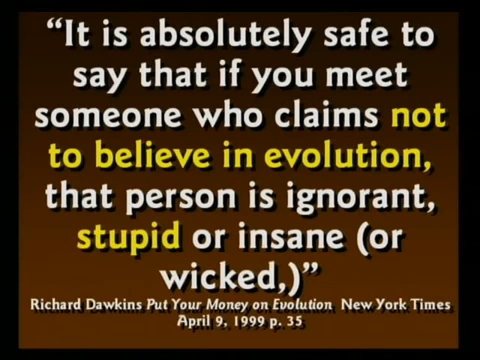 “It is absolutely safe to
say that if you meet
someone who claims not
to believe in evolution,
that person is ignorant,
stupid or insane (or
wicked,)”
Richard Dawkins Put Your Money on Evolution New York Times
April 9, 1999 p. 35